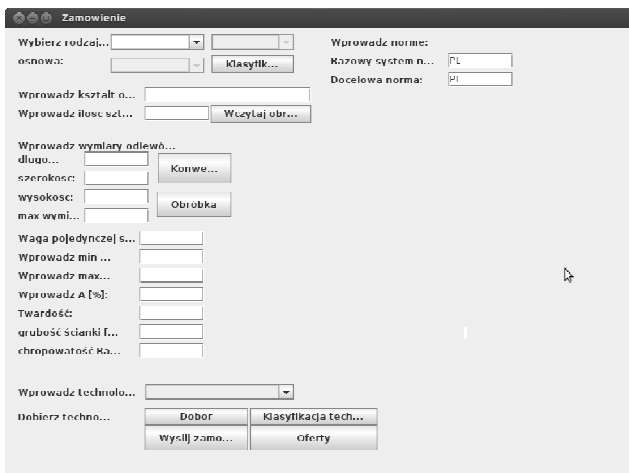 Zamowienie
Wybierz rodzaj...
Wprowadz norme:
osnowa:
Klasyfik...
Bazowy system n...
PL
Docelowa norma:
PL
Wprowadz kształt o...
Wprowadz ilosc szt...
Wczytaj obr...
Wprowadz wymiary odlewó...
dlugo...
Konwe...
szerokosc:
wysokosc:
Obróbka
max wymi...
Waga pojedynczej s...
Wprowadz min ...
Wprowadz max...
Wprowadz A [%]:
Twardość:
grubość ścianki f...
chropowatość Ra...
Wprowadz technolo...
Dobierz techno...
Dobor
Klasyfikacja tech...
Wyslij zamo...
Oferty